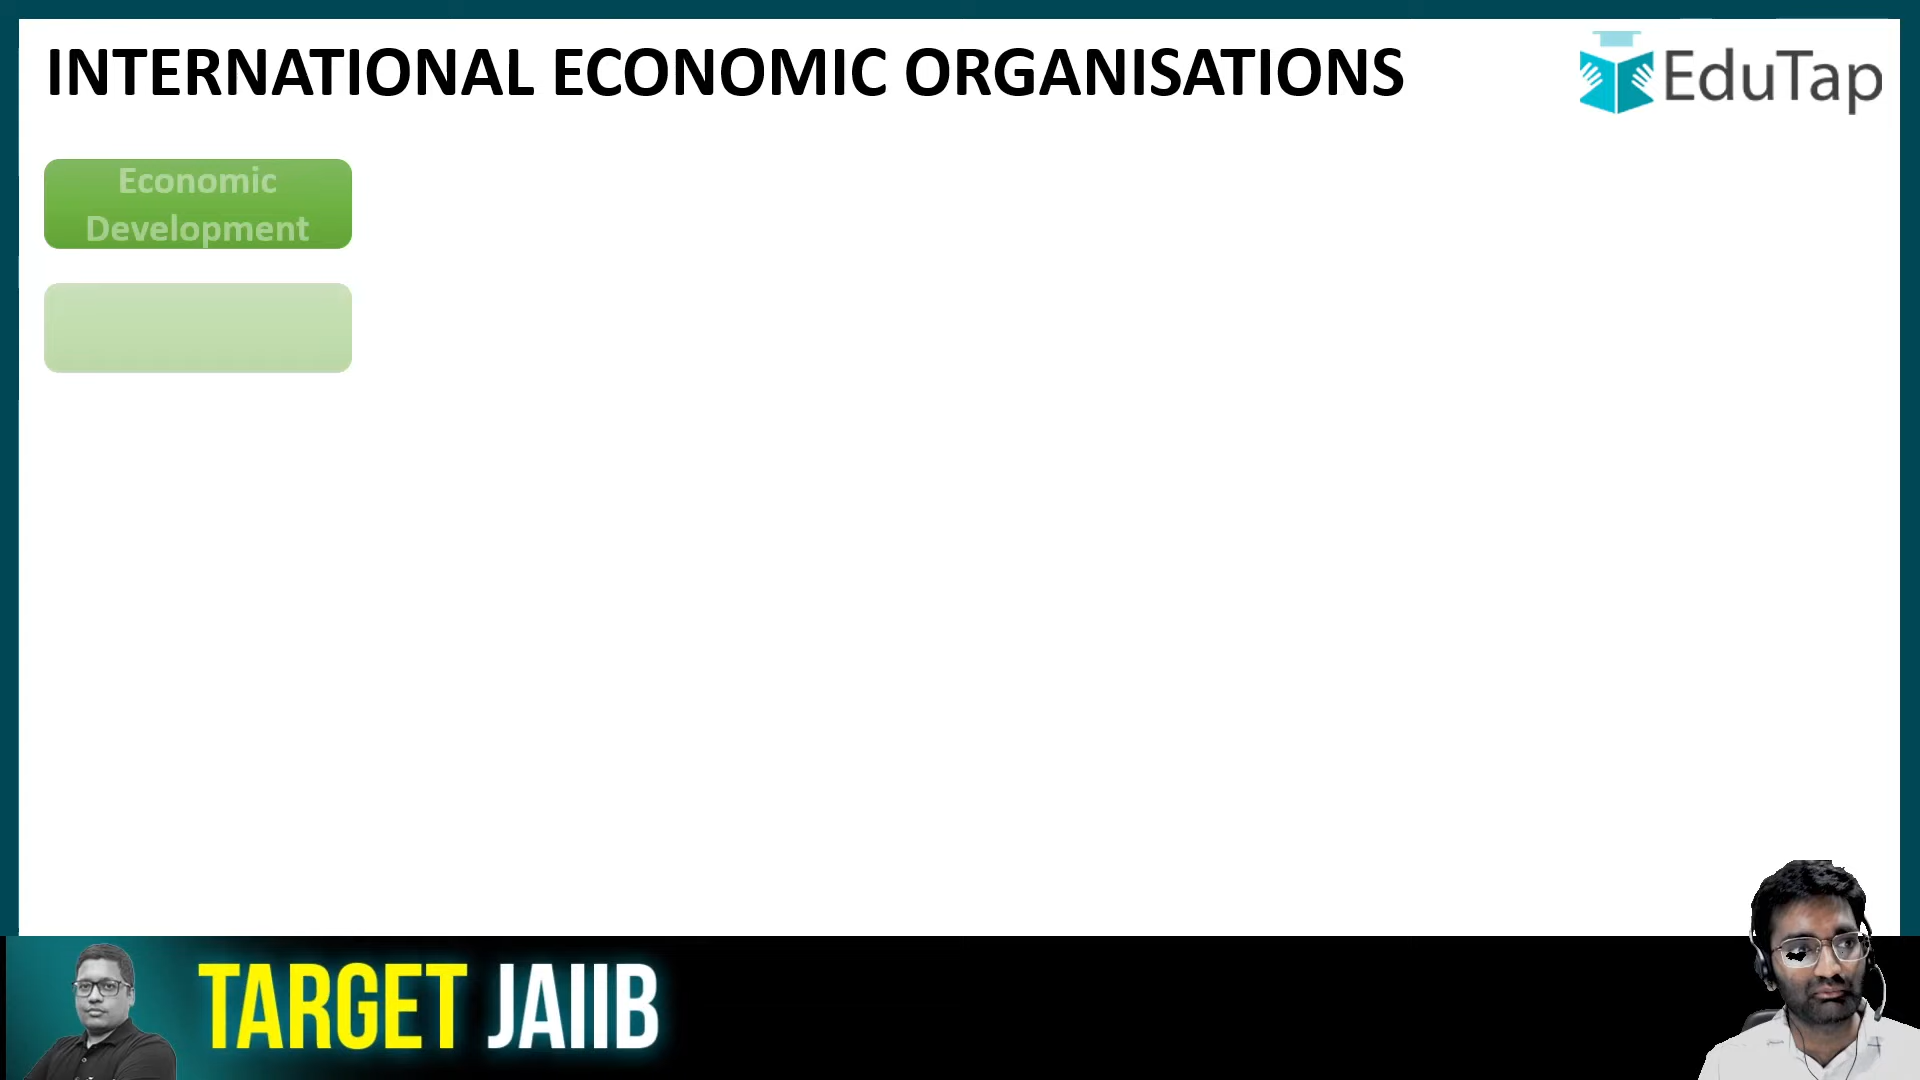 INTERNATIONAL ECONOMIC ORGANISATIONS
EduTap
Economic
Development
TARGET JAIIB